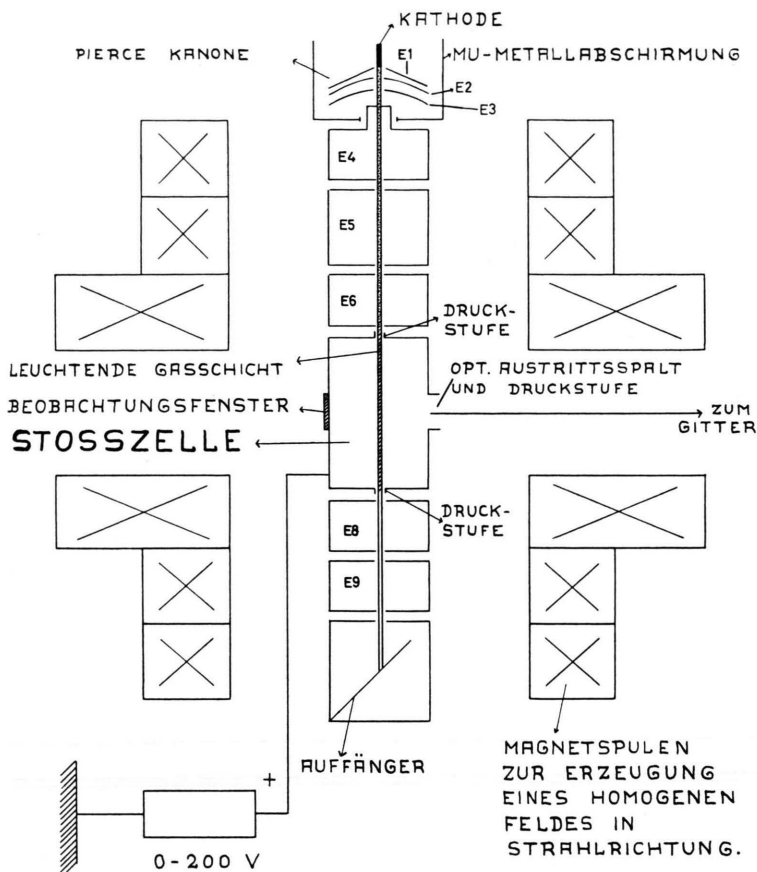 KATHODE
PIERCE KANONE
E1
MU-METALLABSCHIRMUNG
E2
E3
E4
E5
E6
DRUCK-
STUFE
LEUCHTENDE GASSCHICHT
OPT. AUSTRITTSSPALT
UND DRUCKSTUFE
BEOBACHTUNGSFENSTER
ZUM
GITTER
STOSSZELLE
DRUCK-
STUFE
E8
E9
AUFFÄNGER
MAGNETSPULEN
ZUR ERZEUGUNG
EINES HOMOGENEN
FELDES IN
STRAHLRICHTUNG.
+
0-200 V